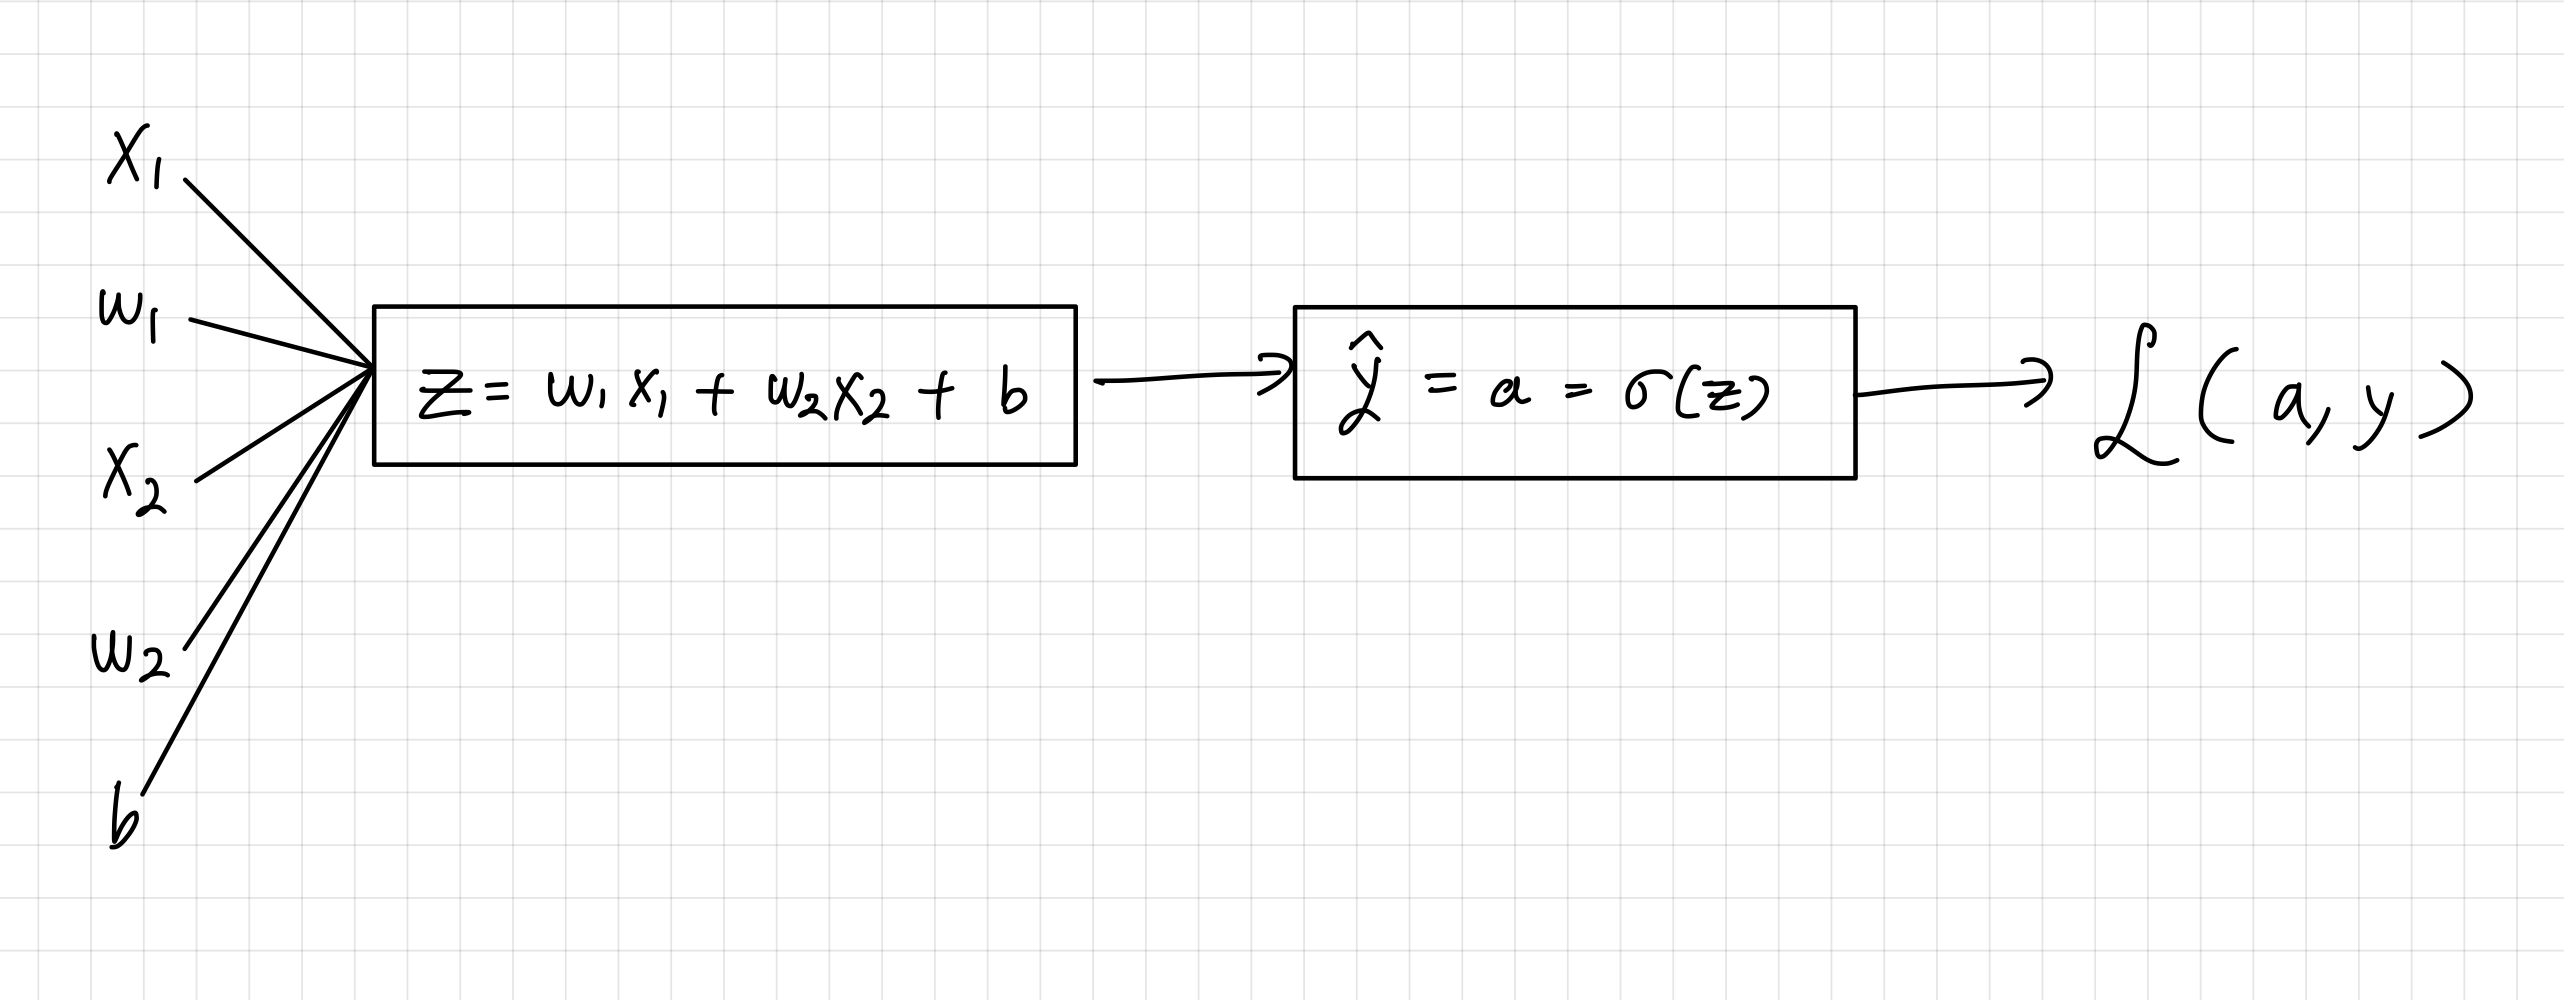 x₁
w₁
x₂
w₂
b
z = w₁x₁ + w₂x₂ + b
ŷ = a = σ(z)
ℒ(a, y)